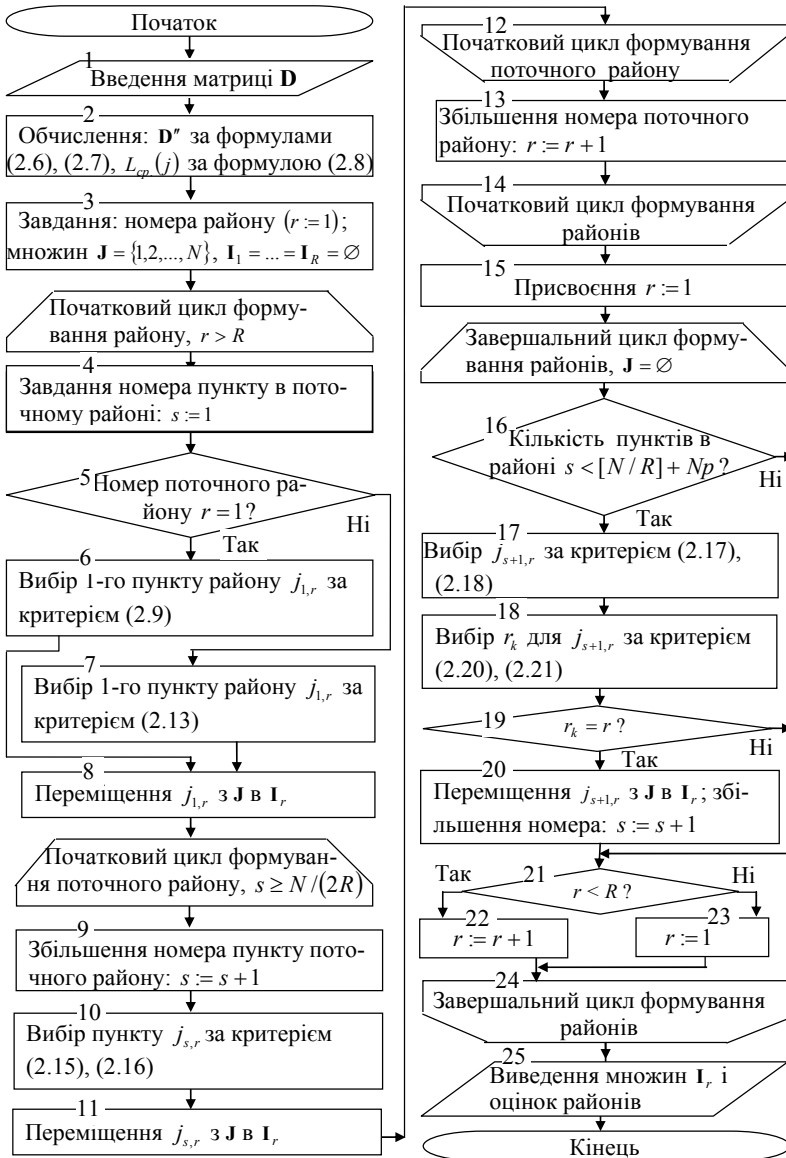 Початок
1
Введення матриці D
2
Обчислення: D″ за формулами
(2.6), (2.7), L_cp(j) за формулою (2.8)
3
Завдання: номера району (r := 1);
множин J = {1,2,..., N}, I₁ = ... = I_R = ∅
Початковий цикл форму-
вання району, r > R
4
Завдання номера пункту в пото-
чному районі: s := 1
5
Номер поточного ра-
йону r = 1?
Ні
Так
6
Вибір 1-го пункту району j₁,r за
критерієм (2.9)
7
Вибір 1-го пункту району j₁,r за
критерієм (2.13)
8
Переміщення j₁,r з J в I_r
Початковий цикл формуван-
ня поточного району, s ≥ N/(2R)
9
Збільшення номера пункту пото-
чного району: s := s + 1
10
Вибір пункту j_s,r за критерієм
(2.15), (2.16)
11
Переміщення j_s,r з J в I_r
12
Початковий цикл формування
поточного району
13
Збільшення номера поточного
району: r := r + 1
14
Початковий цикл формування
районів
15
Присвоєння r := 1
Завершальний цикл форму-
вання районів, J = ∅
16
Кількість пунктів в
районі s < [N / R] + Np ?
Ні
Так
17
Вибір j_s+1,r за критерієм (2.17),
(2.18)
18
Вибір r_k для j_s+1,r за критерієм
(2.20), (2.21)
19
r_k = r ?
Ні
Так
20
Переміщення j_s+1,r з J в I_r; збі-
льшення номера: s := s + 1
Так
21
Ні
r < R ?
22
r := r + 1
23
r := 1
24
Завершальний цикл формування
районів
25
Виведення множин I_r і
оцінок районів
Кінець